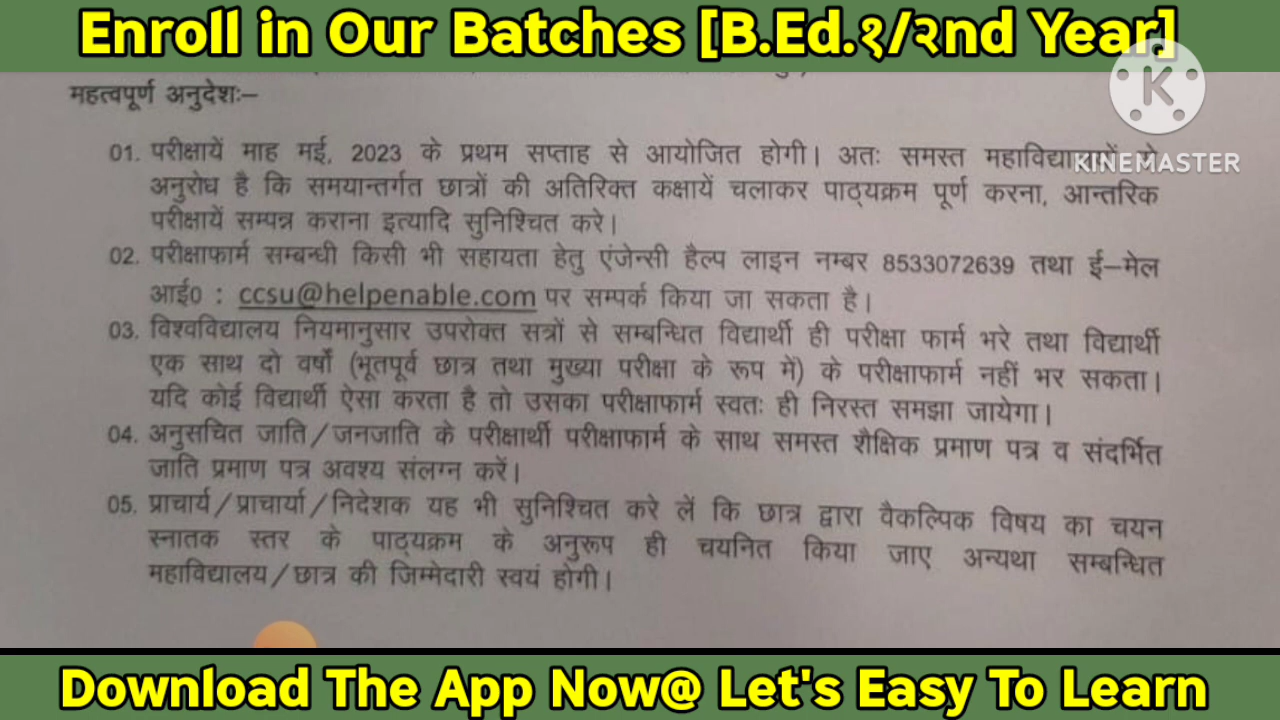 Enroll in Our Batches [B.Ed.१/२nd Year]
महत्वपूर्ण अनुदेशः–
K
KINEMASTER
01. परीक्षायें माह मई, 2023 के प्रथम सप्ताह से आयोजित होगी। अतः समस्त से
अनुरोध है कि समयान्तर्गत छात्रों की अतिरिक्त कक्षायें चलाकर पाठ्यक्रम पूर्ण करना, आन्तरिक
परीक्षायें सम्पन्न कराना इत्यादि सुनिश्चित करे।
02. परीक्षाफार्म सम्बन्धी किसी भी सहायता हेतु एंजेन्सी हैल्प लाइन नम्बर 8533072639 तथा ई–मेल
आई0 : ccsu@helpenable.com पर सम्पर्क किया जा सकता है।
03. विश्वविद्यालय नियमानुसार उपरोक्त सत्रों से सम्बन्धित विद्यार्थी ही परीक्षा फार्म भरे तथा विद्यार्थी
एक साथ दो वर्षों (भूतपूर्व छात्र तथा मुख्या परीक्षा के रूप में) के परीक्षाफार्म नहीं भर सकता।
यदि कोई विद्यार्थी ऐसा करता है तो उसका परीक्षाफार्म स्वतः ही निरस्त समझा जायेगा।
04. अनुसचित जाति/जनजाति के परीक्षार्थी परीक्षाफार्म के साथ समस्त शैक्षिक प्रमाण पत्र व संदर्भित
जाति प्रमाण पत्र अवश्य संलग्न करें।
05. प्राचार्य/प्राचार्या/निदेशक यह भी सुनिश्चित करे लें कि छात्र द्वारा वैकल्पिक विषय का चयन
स्नातक स्तर के पाठ्यक्रम के अनुरूप ही चयनित किया जाए अन्यथा सम्बन्धित
महाविद्यालय/छात्र की जिम्मेदारी स्वयं होगी।
Download The App Now@ Let's Easy To Learn